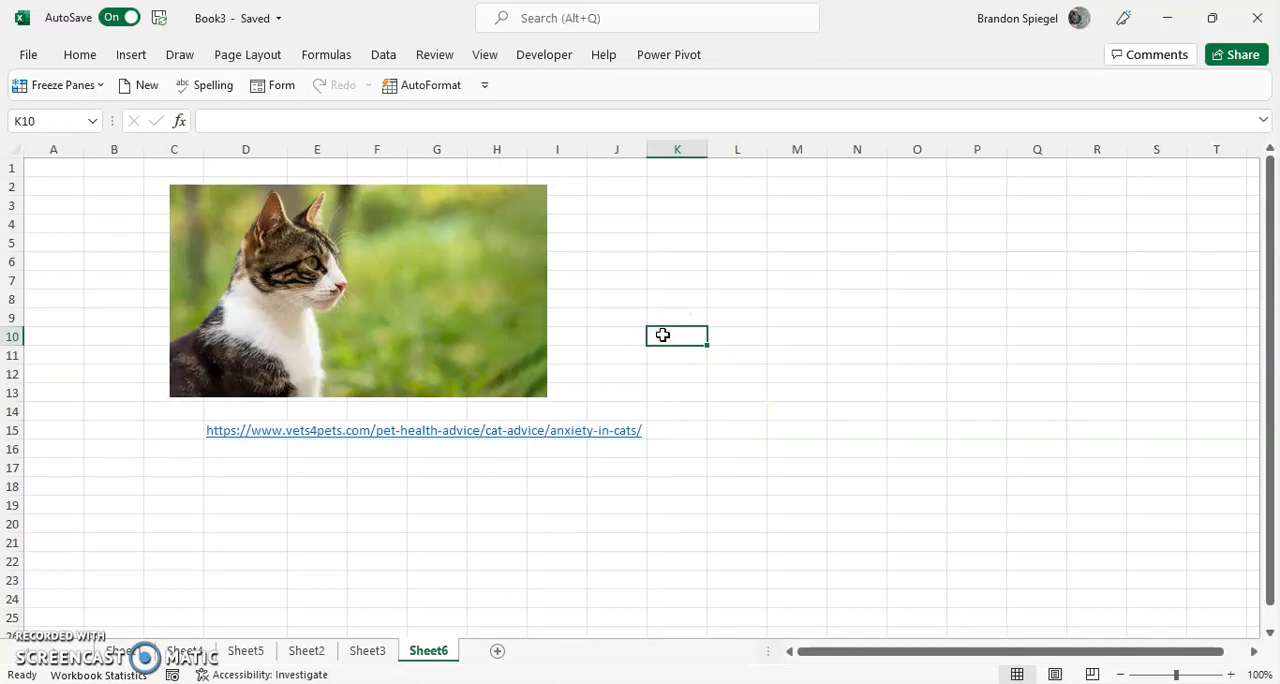 AutoSave On Book3 - Saved Search (Alt+Q) Brandon Spiegel
File Home Insert Draw Page Layout Formulas Data Review View Developer Help Power Pivot Comments Share
Freeze Panes New Spelling Form Redo AutoFormat
K10 fx
A B C D E F G H I J K L M N O P Q R S T
1
2
3
4
5
6
7
8
9
10
11
12
13
14
15 https://www.vets4pets.com/pet-health-advice/cat-advice/anxiety-in-cats/
16
17
18
19
20
21
22
23
24
25
RECORDED WITH
SCREENCAST MATIC
Sheet5 Sheet2 Sheet3 Sheet6
Ready Workbook Statistics Accessibility: Investigate 100%